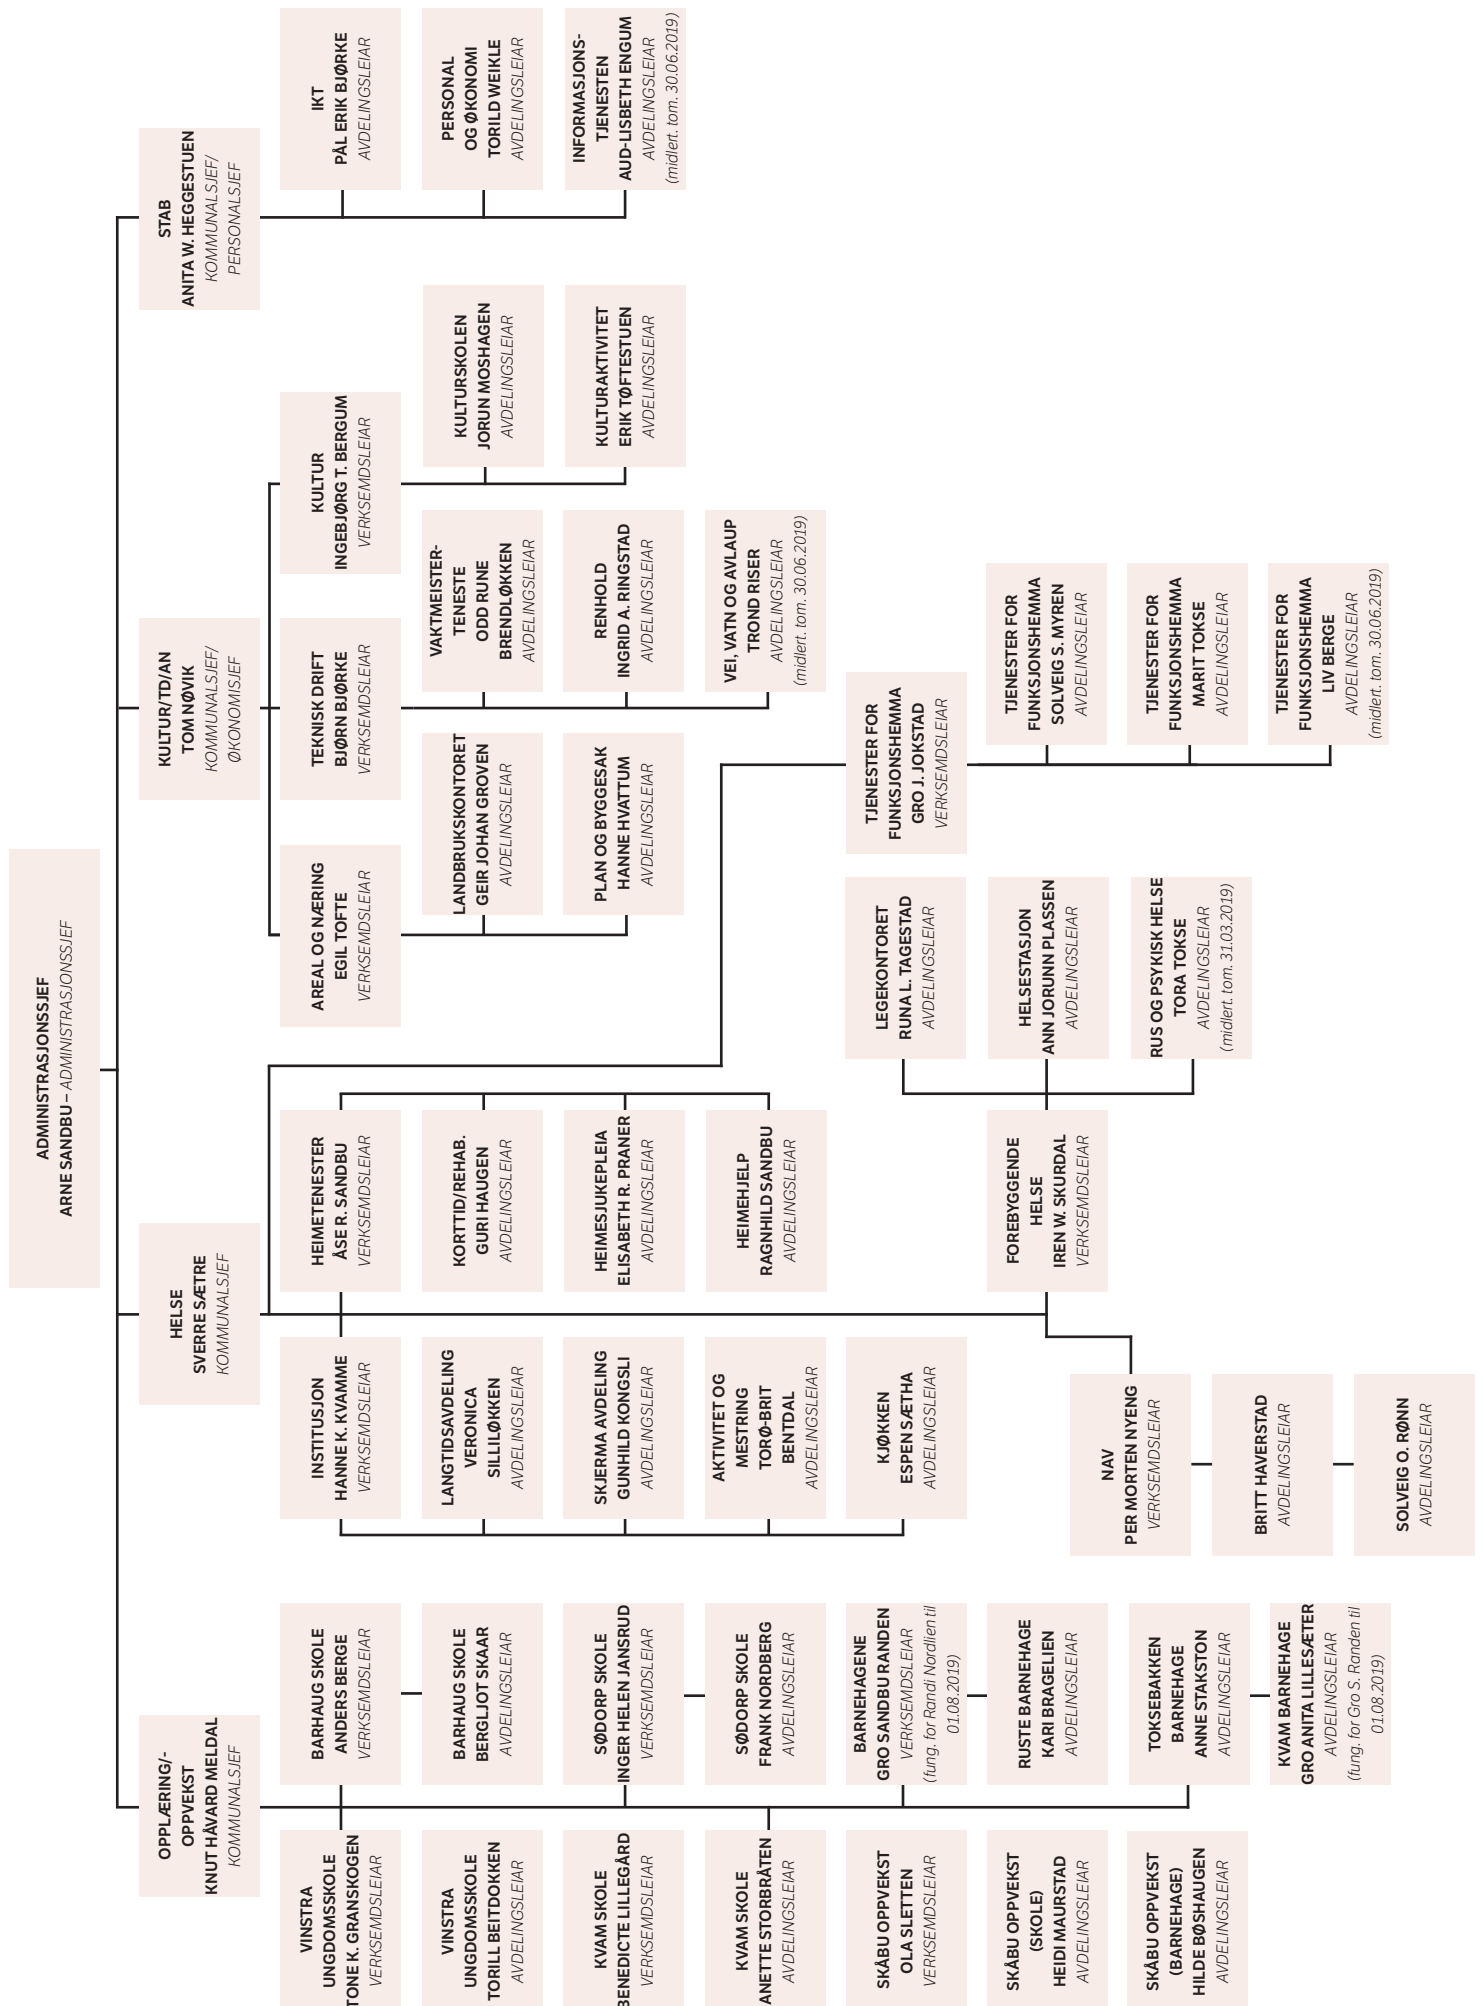 ADMINISTRASJONSSJEF
ARNE SANDBU – ADMINISTRASJONSSJEF
OPPLÆRING/-
OPPVEKST
KNUT HÅVARD MELDAL
KOMMUNALSJEF
HELSE
SVERRE SÆTRE
KOMMUNALSJEF
KULTUR/TD/AN
TOM NØVIK
KOMMUNALSJEF/
ØKONOMISJEF
STAB
ANITA W. HEGGESTUEN
KOMMUNALSJEF/
PERSONALSJEF
VINSTRA
UNGDOMSSKOLE
TONE K. GRANSKOGEN
VERKSEMDSLEIAR
VINSTRA
UNGDOMSSKOLE
TORILL BEITDOKKEN
AVDELINGSLEIAR
KVAM SKOLE
BENEDICTE LILLEGÅRD
VERKSEMDSLEIAR
KVAM SKOLE
ANETTE STORBRÅTEN
AVDELINGSLEIAR
SKÅBU OPPVEKST
OLA SLETTEN
VERKSEMDSLEIAR
SKÅBU OPPVEKST
(SKOLE)
HEIDI MAURSTAD
AVDELINGSLEIAR
SKÅBU OPPVEKST
(BARNEHAGE)
HILDE BØSHAUGEN
AVDELINGSLEIAR
BARHAUG SKOLE
ANDERS BERGE
VERKSEMDSLEIAR
BARHAUG SKOLE
BERGLJOT SKAAR
AVDELINGSLEIAR
SØDORP SKOLE
INGER HELEN JANSRUD
VERKSEMDSLEIAR
SØDORP SKOLE
FRANK NORDBERG
AVDELINGSLEIAR
BARNEHAGENE
GRO SANDBU RANDEN
VERKSEMDSLEIAR
(fung. for Randi Nordlien til
01.08.2019)
RUSTE BARNEHAGE
KARI BRAGELIEN
AVDELINGSLEIAR
TOKSEBAKKEN
BARNEHAGE
ANNE STAKSTON
AVDELINGSLEIAR
KVAM BARNEHAGE
GRO ANITA LILLESÆTER
AVDELINGSLEIAR
(fung. for Gro S. Randen til
01.08.2019)
INSTITUSJON
HANNE K. KVAMME
VERKSEMDSLEIAR
LANGTIDSAVDELING
VERONICA
SILLILØKKEN
AVDELINGSLEIAR
SKJERMA AVDELING
GUNHILD KONGSLI
AVDELINGSLEIAR
AKTIVITET OG
MESTRING
TORØ-BRIT
BENTDAL
AVDELINGSLEIAR
KJØKKEN
ESPEN SÆTHA
AVDELINGSLEIAR
NAV
PER MORTEN NYENG
VERKSEMDSLEIAR
BRITT HAVERSTAD
AVDELINGSLEIAR
SOLVEIG O. RØNN
AVDELINGSLEIAR
HEIMETENESTER
ÅSE R. SANDBU
VERKSEMDSLEIAR
KORTTID/REHAB.
GURI HAUGEN
AVDELINGSLEIAR
HEIMESJUKEPLEIA
ELISABETH R. PRANER
AVDELINGSLEIAR
HEIMEHJELP
RAGNHILD SANDBU
AVDELINGSLEIAR
FOREBYGGENDE
HELSE
IREN W. SKURDAL
VERKSEMDSLEIAR
LEGEKONTORET
RUNA L. TAGESTAD
AVDELINGSLEIAR
HELSESTASJON
ANN JORUNN PLASSEN
AVDELINGSLEIAR
RUS OG PSYKISK HELSE
TORA TOKSE
AVDELINGSLEIAR
(midlert. tom. 31.03.2019)
TJENESTER FOR
FUNKSJONSHEMMA
GRO J. JOKSTAD
VERKSEMDSLEIAR
TJENESTER FOR
FUNKSJONSHEMMA
SOLVEIG S. MYREN
AVDELINGSLEIAR
TJENESTER FOR
FUNKSJONSHEMMA
MARIT TOKSE
AVDELINGSLEIAR
TJENESTER FOR
FUNKSJONSHEMMA
LIV BERGE
AVDELINGSLEIAR
(midlert. tom. 30.06.2019)
AREAL OG NÆRING
EGIL TOFTE
VERKSEMDSLEIAR
LANDBRUKSKONTORET
GEIR JOHAN GROVEN
AVDELINGSLEIAR
PLAN OG BYGGESAK
HANNE HVATTUM
AVDELINGSLEIAR
TEKNISK DRIFT
BJØRN BJØRKE
VERKSEMDSLEIAR
VAKTMEISTER-
TENESTE
ODD RUNE
BRENDLØKKEN
AVDELINGSLEIAR
RENHOLD
INGRID A. RINGSTAD
AVDELINGSLEIAR
VEI, VATN OG AVLAUP
TROND RISER
AVDELINGSLEIAR
(midlert. tom. 30.06.2019)
KULTUR
INGEBJØRG T. BERGUM
VERKSEMDSLEIAR
KULTURSKOLEN
JORUN MOSHAGEN
AVDELINGSLEIAR
KULTURAKTIVITET
ERIK TØFTESTUEN
AVDELINGSLEIAR
IKT
PÅL ERIK BJØRKE
AVDELINGSLEIAR
PERSONAL
OG ØKONOMI
TORILD WEIKLE
AVDELINGSLEIAR
INFORMASJONS-
TJENESTEN
AUD-LISBETH ENGUM
AVDELINGSLEIAR
(midlert. tom. 30.06.2019)